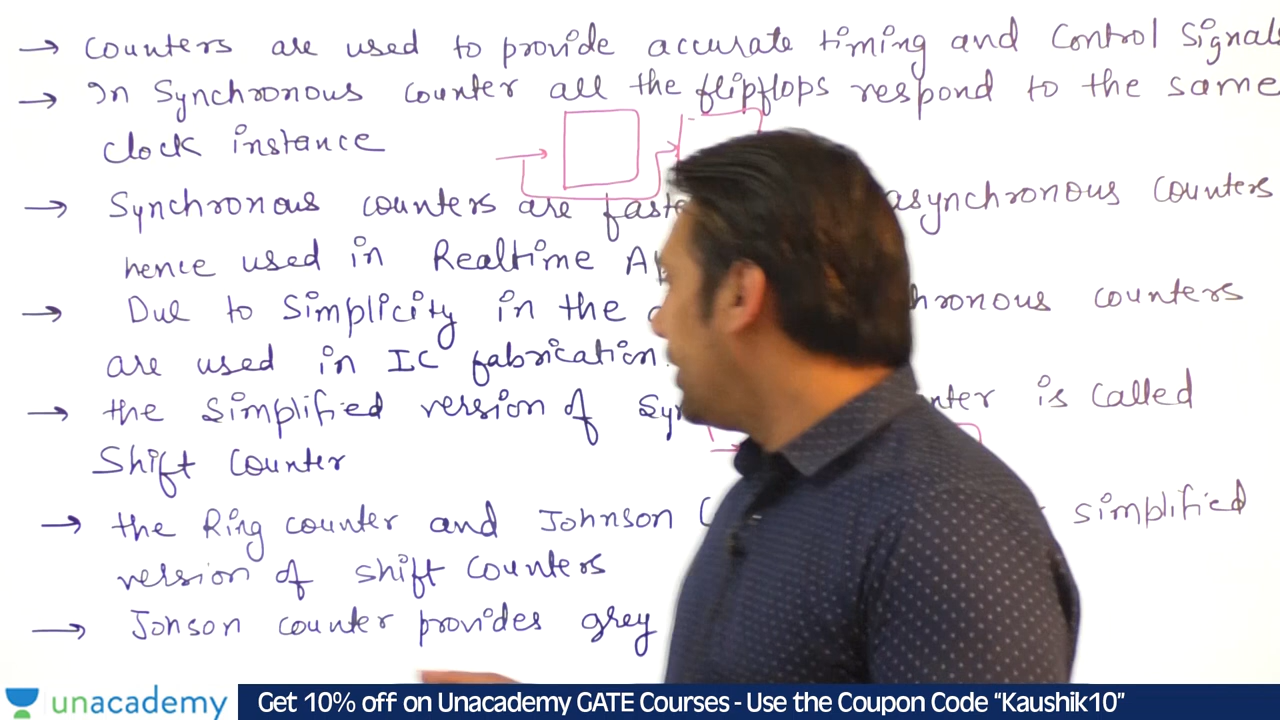 → Counters are used to provide accurate timing and Control Signals
→ In Synchronous counter all the flipflops respond to the same
clock instance
→ Synchronous counters are faste asynchronous counters
hence used in Realtime Ap
→ Due to Simplicity in the hronous counters
are used in IC fabrication.
→ the Simplified version of Syn nter is called
Shift Counter
→ the Ring counter and Johnson C simplified
version of shift counters
→ Jonson counter provides grey
unacademy
Get 10% off on Unacademy GATE Courses - Use the Coupon Code “Kaushik10”